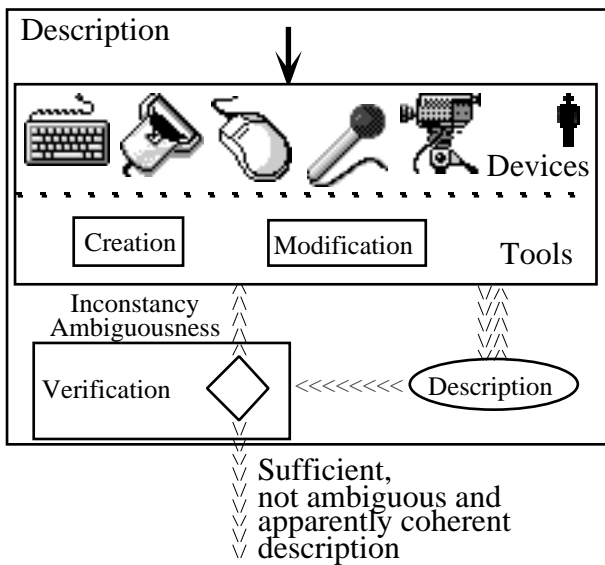 Description
Devices
Creation
Modification
Tools
Inconstancy
Ambiguousness
Verification
Description
Sufficient,
not ambiguous and
apparently coherent
description